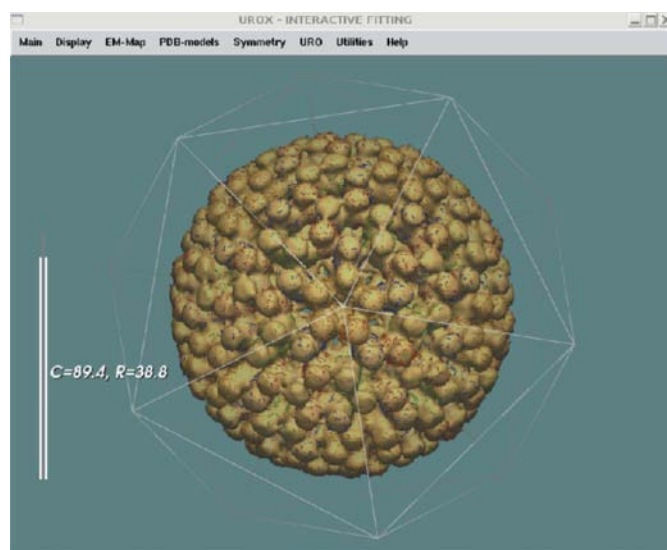 UROX - INTERACTIVE FITTING
Main Display EM-Map PDB-models Symmetry URO Utilities Help
C=89.4, R=38.8